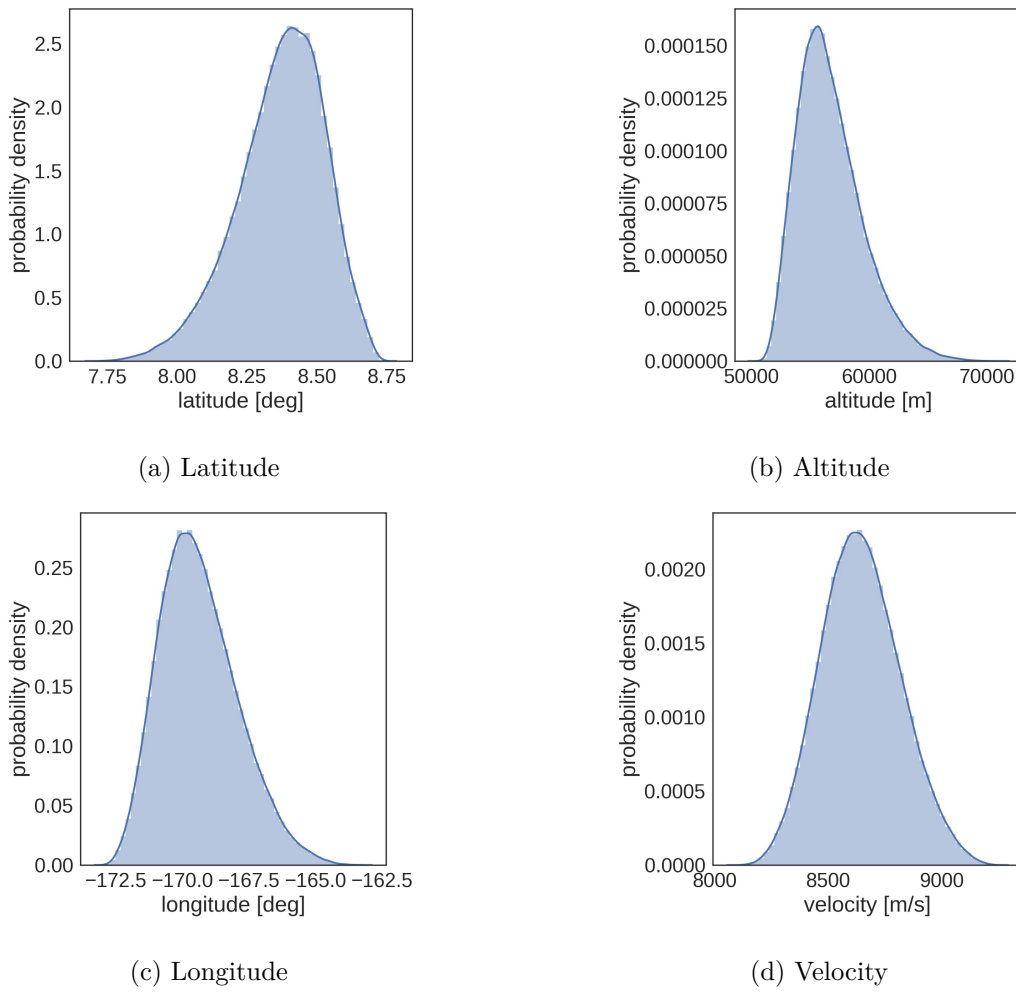 probability density
2.5
2.0
1.5
1.0
0.5
0.0
7.75 8.00 8.25 8.50 8.75
latitude [deg]
(a) Latitude
probability density
0.000150
0.000125
0.000100
0.000075
0.000050
0.000025
0.000000
50000 60000 70000
altitude [m]
(b) Altitude
probability density
0.25
0.20
0.15
0.10
0.05
0.00
−172.5 −170.0 −167.5 −165.0 −162.5
longitude [deg]
(c) Longitude
probability density
0.0020
0.0015
0.0010
0.0005
0.0000
8000 8500 9000
velocity [m/s]
(d) Velocity